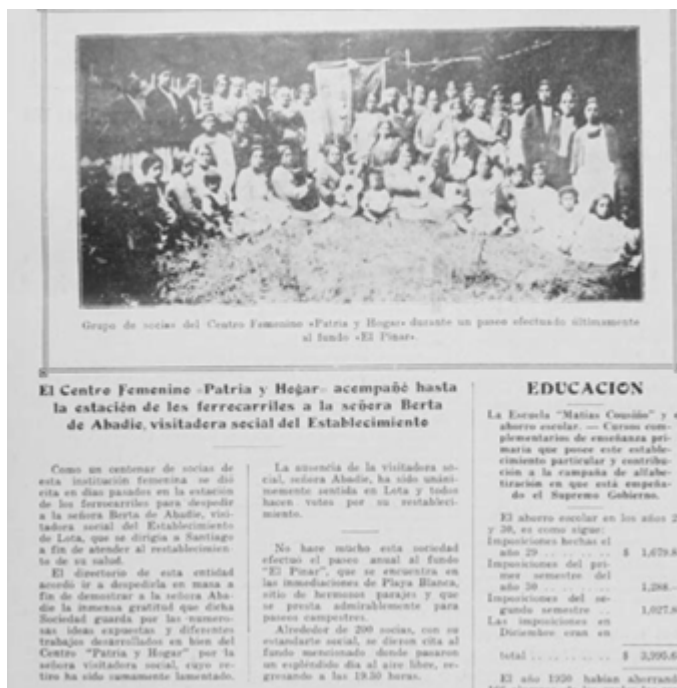 Grupo de socias del Centro Femenino «Patria y Hogar» durante un paseo efectuado últimamente
al fundo «El Pinar».
El Centro Femenino «Patria y Hogar» acompañó hasta
la estación de los ferrocarriles a la señora Berta
de Abadie, visitadora social del Establecimiento
Como un centenar de socias de
esta institución femenina se dió
cita en días pasados en la estación
de los ferrocarriles para despedir
a la señora Berta de Abadie, visi-
tadora social del Establecimiento
de Lota, que se dirigía a Santiago
a fin de atender al restablecimien-
to de su salud.
El directorio de esta entidad
acordó ir a despedirla en masa a
fin de demostrar a la señora Aba-
die la inmensa gratitud que dicha
Sociedad guarda por las numero-
sas ideas expuestas y diferentes
trabajos desarrollados en bien del
Centro "Patria y Hogar" por la
señora visitadora social, cuyo re-
tiro ha sido sumamente lamentado.
La ausencia de la visitadora so-
cial, señora Abadie, ha sido unáni-
memente sentida en Lota y todos
hacen votos por su restableci-
miento.
No hace mucho esta sociedad
efectuó el paseo anual al fundo
"El Pinar", que se encuentra en
las inmediaciones de Playa Blanca,
sitio de hermosos parajes y que
se presta admirablemente para
paseos campestres.
Alrededor de 200 socias, con su
estandarte social, se dieron cita al
fundo mencionado donde pasaron
un espléndido día al aire libre, re-
gresando a las 19.30 horas.
EDUCACION
La Escuela "Matías Cousiño" y e
ahorro escolar. — Cursos com-
plementarios de enseñanza pri-
maria que posee este estable-
cimiento particular y contribu-
ción a la campaña de alfabe-
tización en que está empeña-
do el Supremo Gobierno.
El ahorro escolar en los años 2
y 30, es como sigue:
Imposiciones hechas el
año 29 .. .. .. .. $ 1,679.8
Imposiciones del pri-
mer semestre del
año 30 .. .. .. .. 1,288.
Imposiciones del se-
gundo semestre .. 1,027.8
Las imposiciones en
Diciembre eran en
total .. .. .. .. $ 3,995.6
El año 1930 habían ahorrado